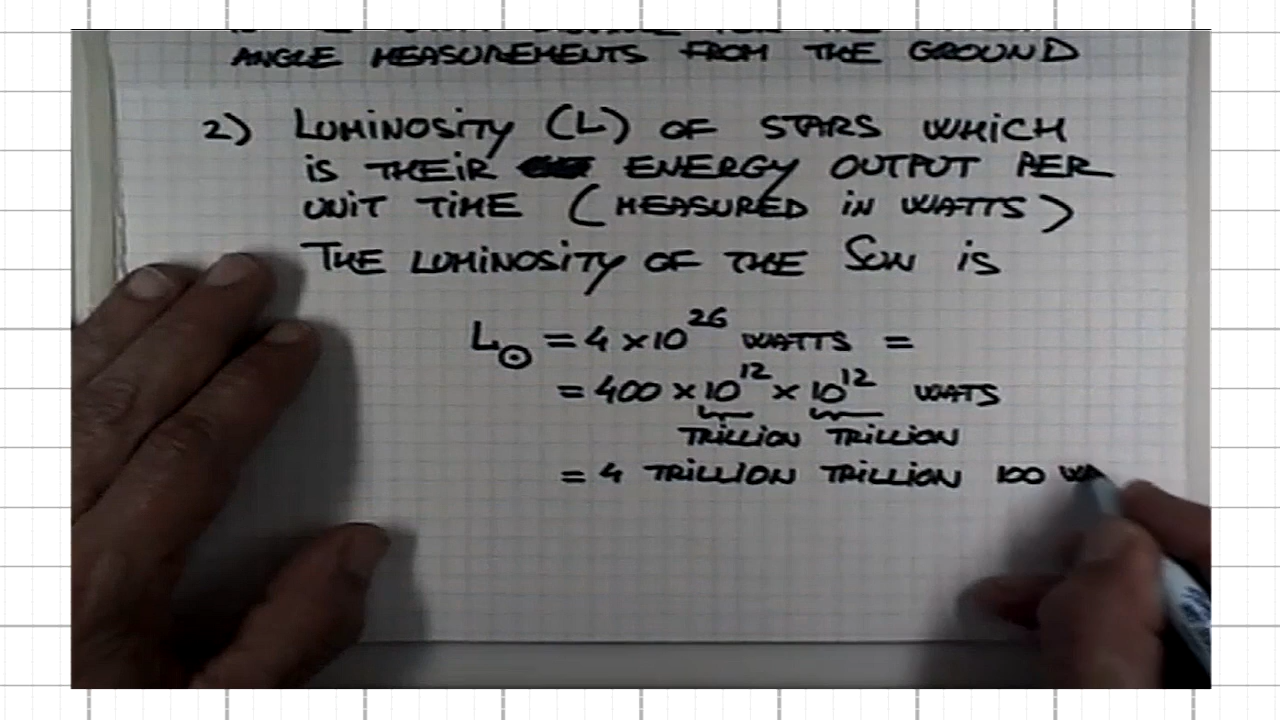 ANGLE MEASUREMENTS FROM THE GROUND
2) LUMINOSITY (L) OF STARS WHICH
IS THEIR ENERGY OUTPUT PER
UNIT TIME (MEASURED IN WATTS)
THE LUMINOSITY OF THE SUN IS
L☉ = 4 × 10^26 WATTS =
= 400 × 10^12 × 10^12 WATS
TRILLION TRILLION
= 4 TRILLION TRILLION 100 WA